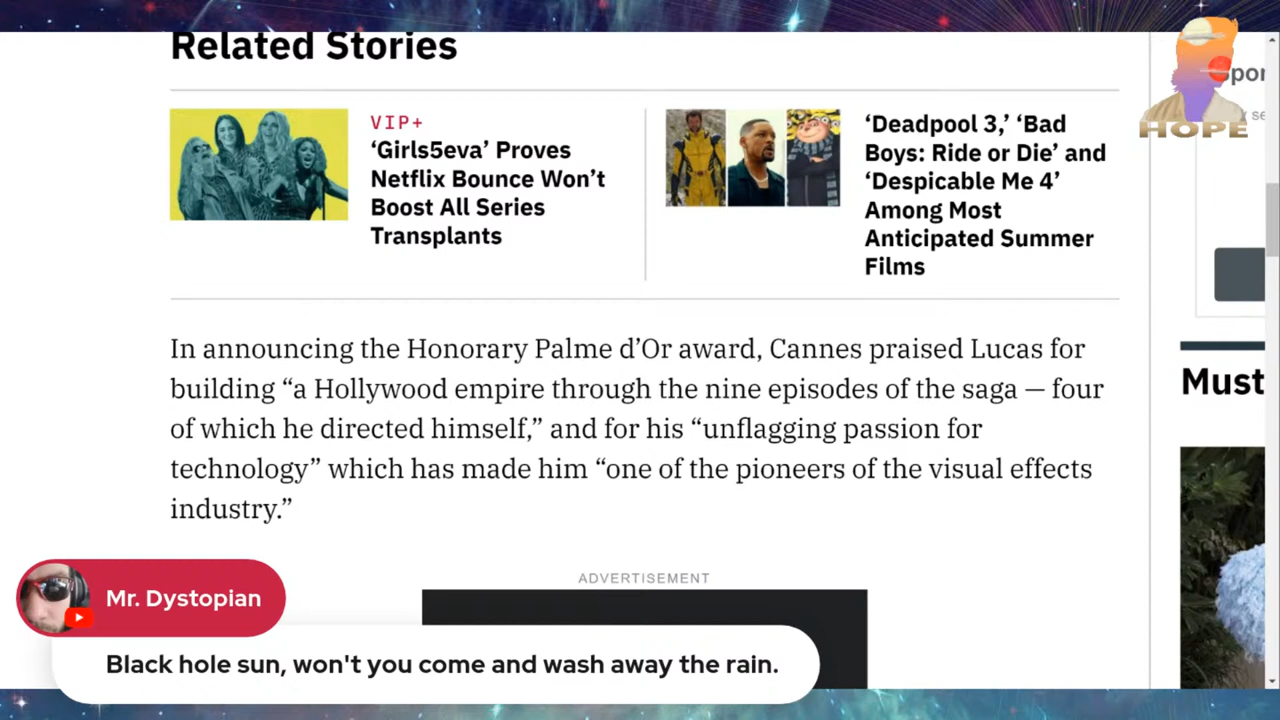 Related Stories
VIP+
‘Girls5eva’ Proves
Netflix Bounce Won’t
Boost All Series
Transplants
‘Deadpool 3,’ ‘Bad
Boys: Ride or Die’ and
‘Despicable Me 4’
Among Most
Anticipated Summer
Films
HOPE
In announcing the Honorary Palme d’Or award, Cannes praised Lucas for
building “a Hollywood empire through the nine episodes of the saga — four
of which he directed himself,” and for his “unflagging passion for
technology” which has made him “one of the pioneers of the visual effects
industry.”
Must
ADVERTISEMENT
Mr. Dystopian
Black hole sun, won't you come and wash away the rain.